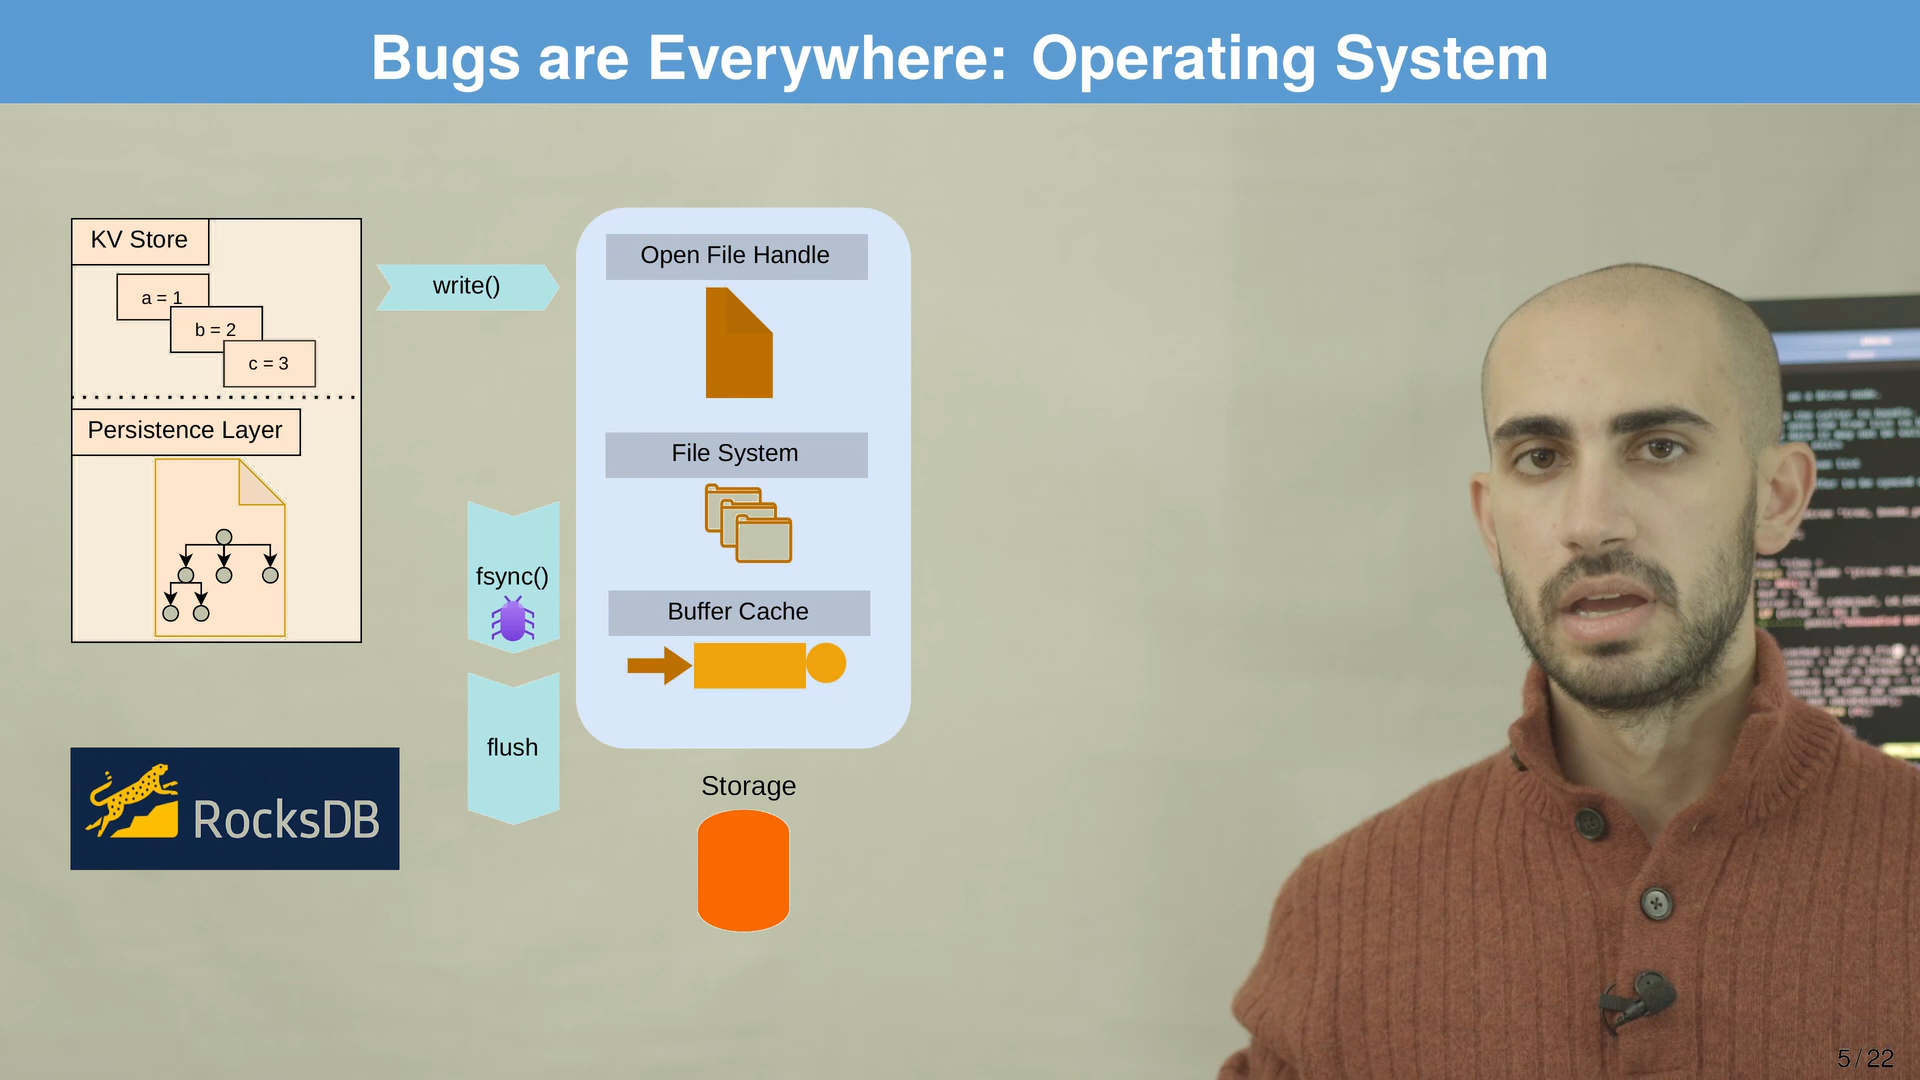 Bugs are Everywhere: Operating System
KV Store
a = 1
b = 2
c = 3
Persistence Layer
RocksDB
write()
fsync()
flush
Open File Handle
File System
Buffer Cache
Storage
5 / 22